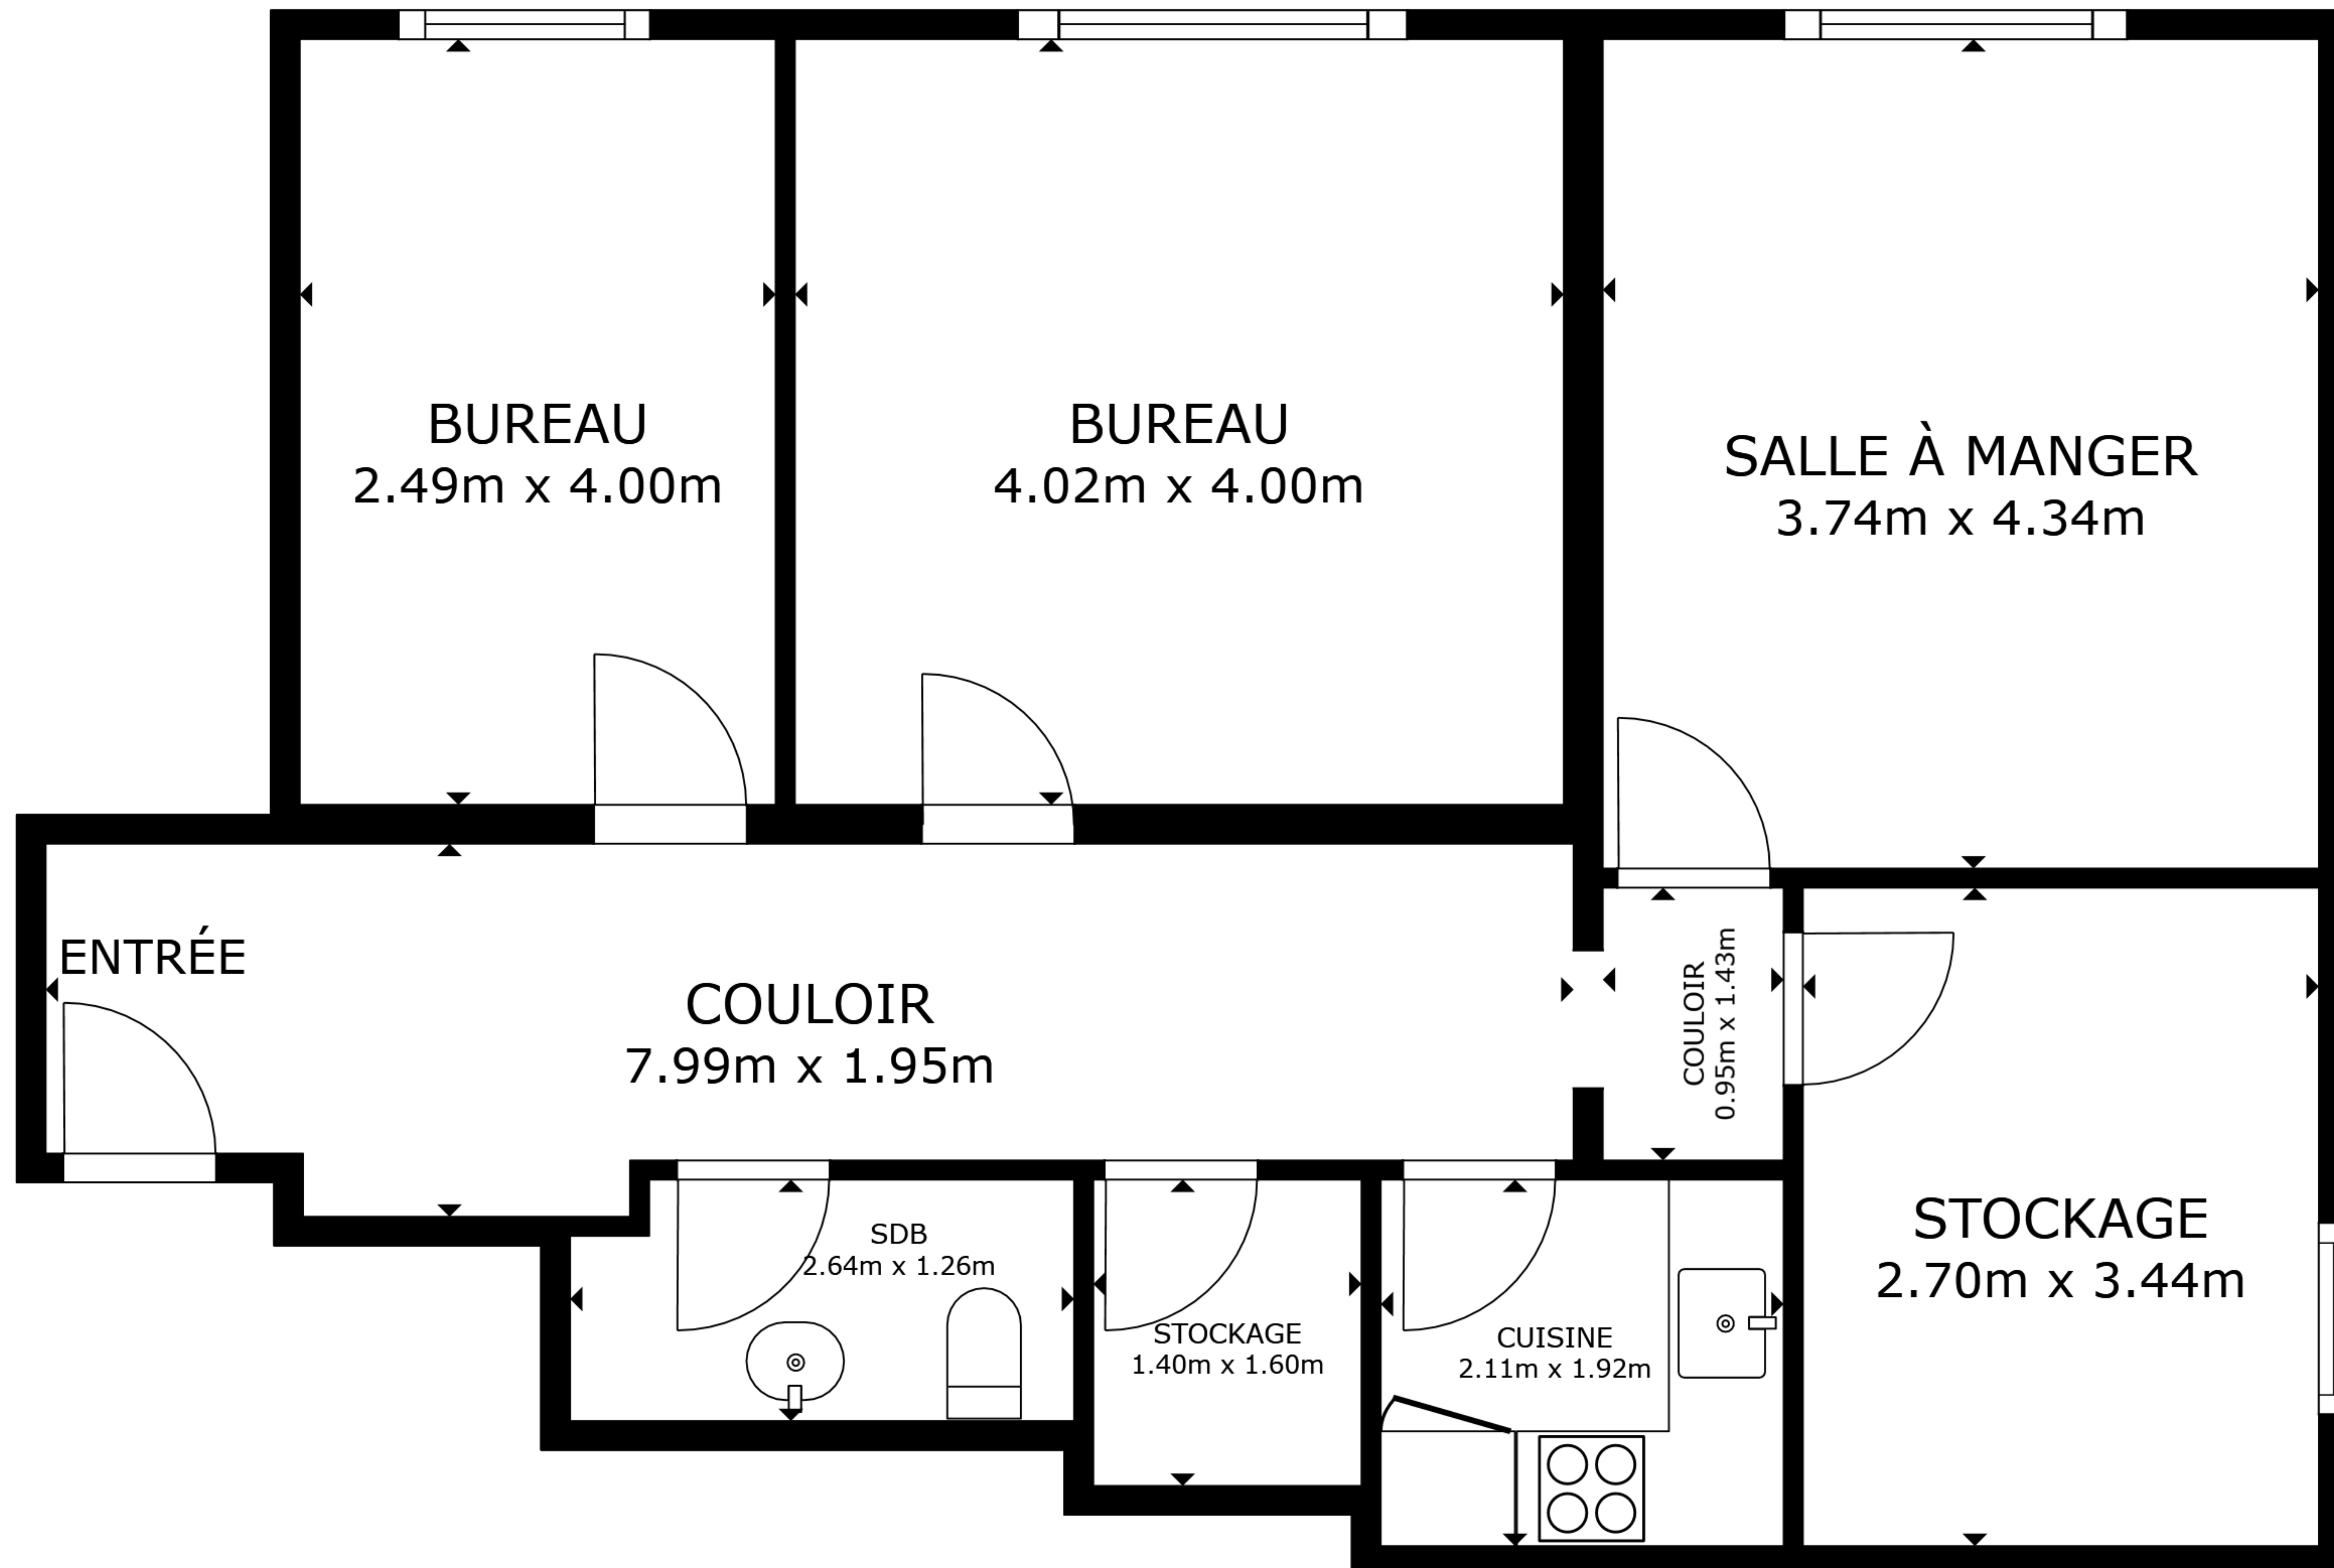 BUREAU
2.49m x 4.00m
BUREAU
4.02m x 4.00m
SALLE À MANGER
3.74m x 4.34m
ENTRÉE
COULOIR
7.99m x 1.95m
COULOIR
0.95m x 1.43m
STOCKAGE
2.70m x 3.44m
SDB
2.64m x 1.26m
STOCKAGE
1.40m x 1.60m
CUISINE
2.11m x 1.92m